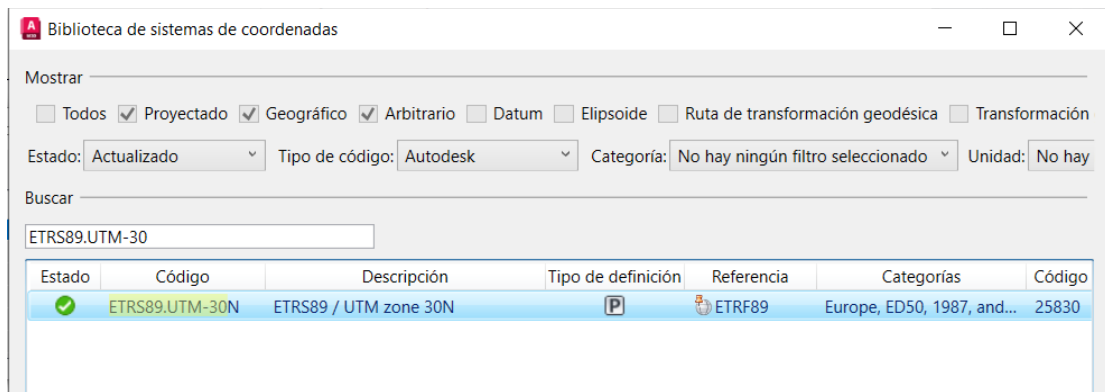 Biblioteca de sistemas de coordenadas
Mostrar
Todos Proyectado Geográfico Arbitrario Datum Elipsoide Ruta de transformación geodésica Transformación
Estado: Actualizado Tipo de código: Autodesk Categoría: No hay ningún filtro seleccionado Unidad: No hay
Buscar
ETRS89.UTM-30
Estado Código Descripción Tipo de definición Referencia Categorías Código
ETRS89.UTM-30N ETRS89 / UTM zone 30N P ETRF89 Europe, ED50, 1987, and... 25830